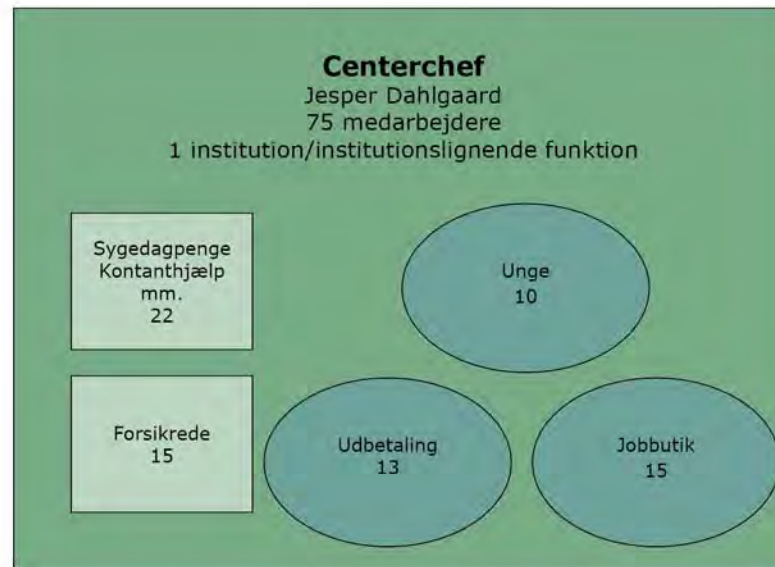 Centerchef
Jesper Dahlgaard
75 medarbejdere
1 institution/institutionslignende funktion
Sygedagpenge
Kontanthjælp
mm.
22
Unge
10
Forsikrede
15
Udbetaling
13
Jobbutik
15